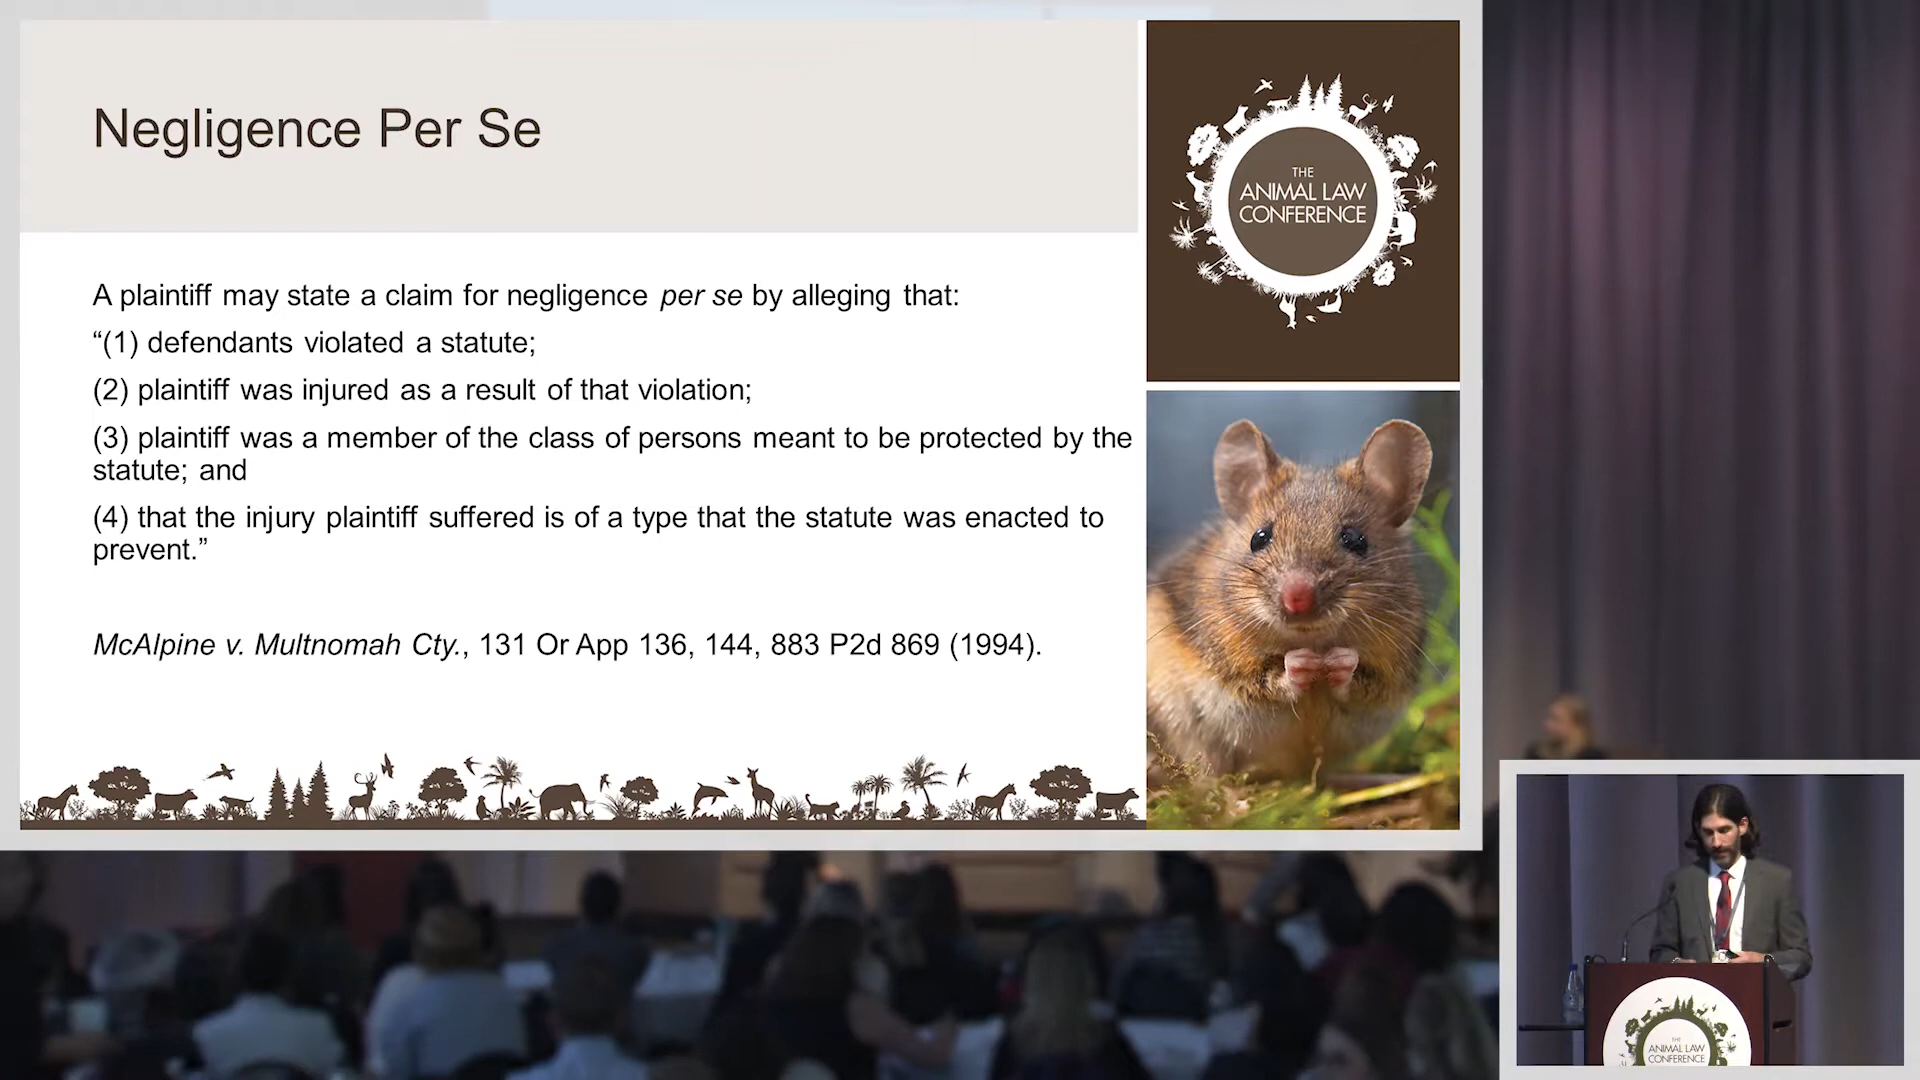 Negligence Per Se
A plaintiff may state a claim for negligence per se by alleging that:
“(1) defendants violated a statute;
(2) plaintiff was injured as a result of that violation;
(3) plaintiff was a member of the class of persons meant to be protected by the
statute; and
(4) that the injury plaintiff suffered is of a type that the statute was enacted to
prevent.”
McAlpine v. Multnomah Cty., 131 Or App 136, 144, 883 P2d 869 (1994).
THE
ANIMAL LAW
CONFERENCE
THE
ANIMAL LAW
CONFERENCE